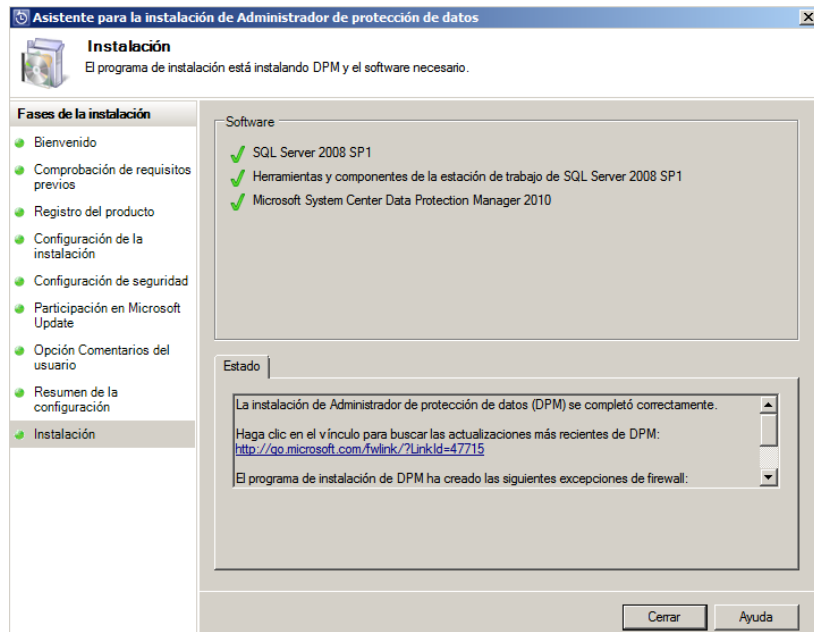 Asistente para la instalación de Administrador de protección de datos
Instalación
El programa de instalación está instalando DPM y el software necesario.
Fases de la instalación
Bienvenido
Comprobación de requisitos
previos
Registro del producto
Configuración de la
instalación
Configuración de seguridad
Participación en Microsoft
Update
Opción Comentarios del
usuario
Resumen de la
configuración
Instalación
Software
SQL Server 2008 SP1
Herramientas y componentes de la estación de trabajo de SQL Server 2008 SP1
Microsoft System Center Data Protection Manager 2010
Estado
La instalación de Administrador de protección de datos (DPM) se completó correctamente.
Haga clic en el vínculo para buscar las actualizaciones más recientes de DPM:
http://go.microsoft.com/fwlink/?LinkId=47715
El programa de instalación de DPM ha creado las siguientes excepciones de firewall:
Cerrar
Ayuda